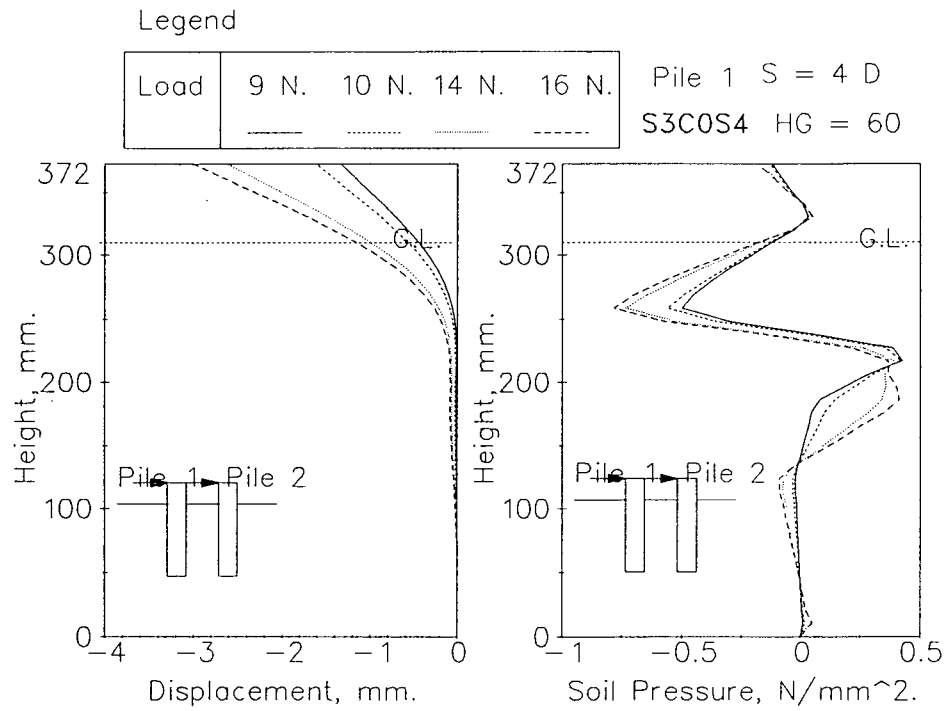 Legend
Load 9 N. 10 N. 14 N. 16 N.
Pile 1 S = 4 D
S3C0S4 HG = 60
372
300
200
100
0
Height, mm.
G.L.
Pile 1 Pile 2
-4 -3 -2 -1 0
Displacement, mm.
372
300
200
100
0
Height, mm.
G.L.
Pile 1 Pile 2
-1 -0.5 0 0.5
Soil Pressure, N/mm^2.